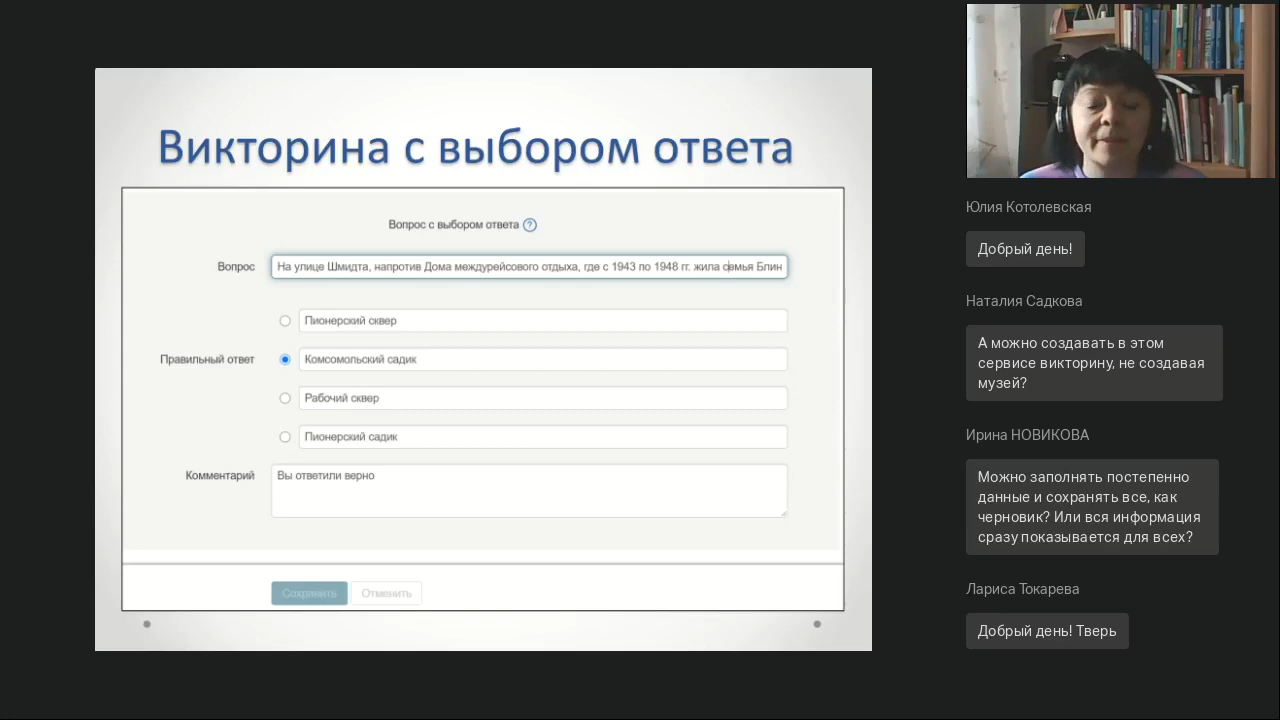 Викторина с выбором ответа
Вопрос с выбором ответа ?
Вопрос
На улице Шмидта, напротив Дома междурейсового отдыха, где с 1943 по 1948 гг. жила семья Блин
Пионерский сквер
Правильный ответ
Комсомольский садик
Рабочий сквер
Пионерский садик
Комментарий
Вы ответили верно
Сохранить
Отменить
Юлия Котолевская
Добрый день!
Наталия Садкова
А можно создавать в этом
сервисе викторину, не создавая
музей?
Ирина НОВИКОВА
Можно заполнять постепенно
данные и сохранять все, как
черновик? Или вся информация
сразу показывается для всех?
Лариса Токарева
Добрый день! Тверь